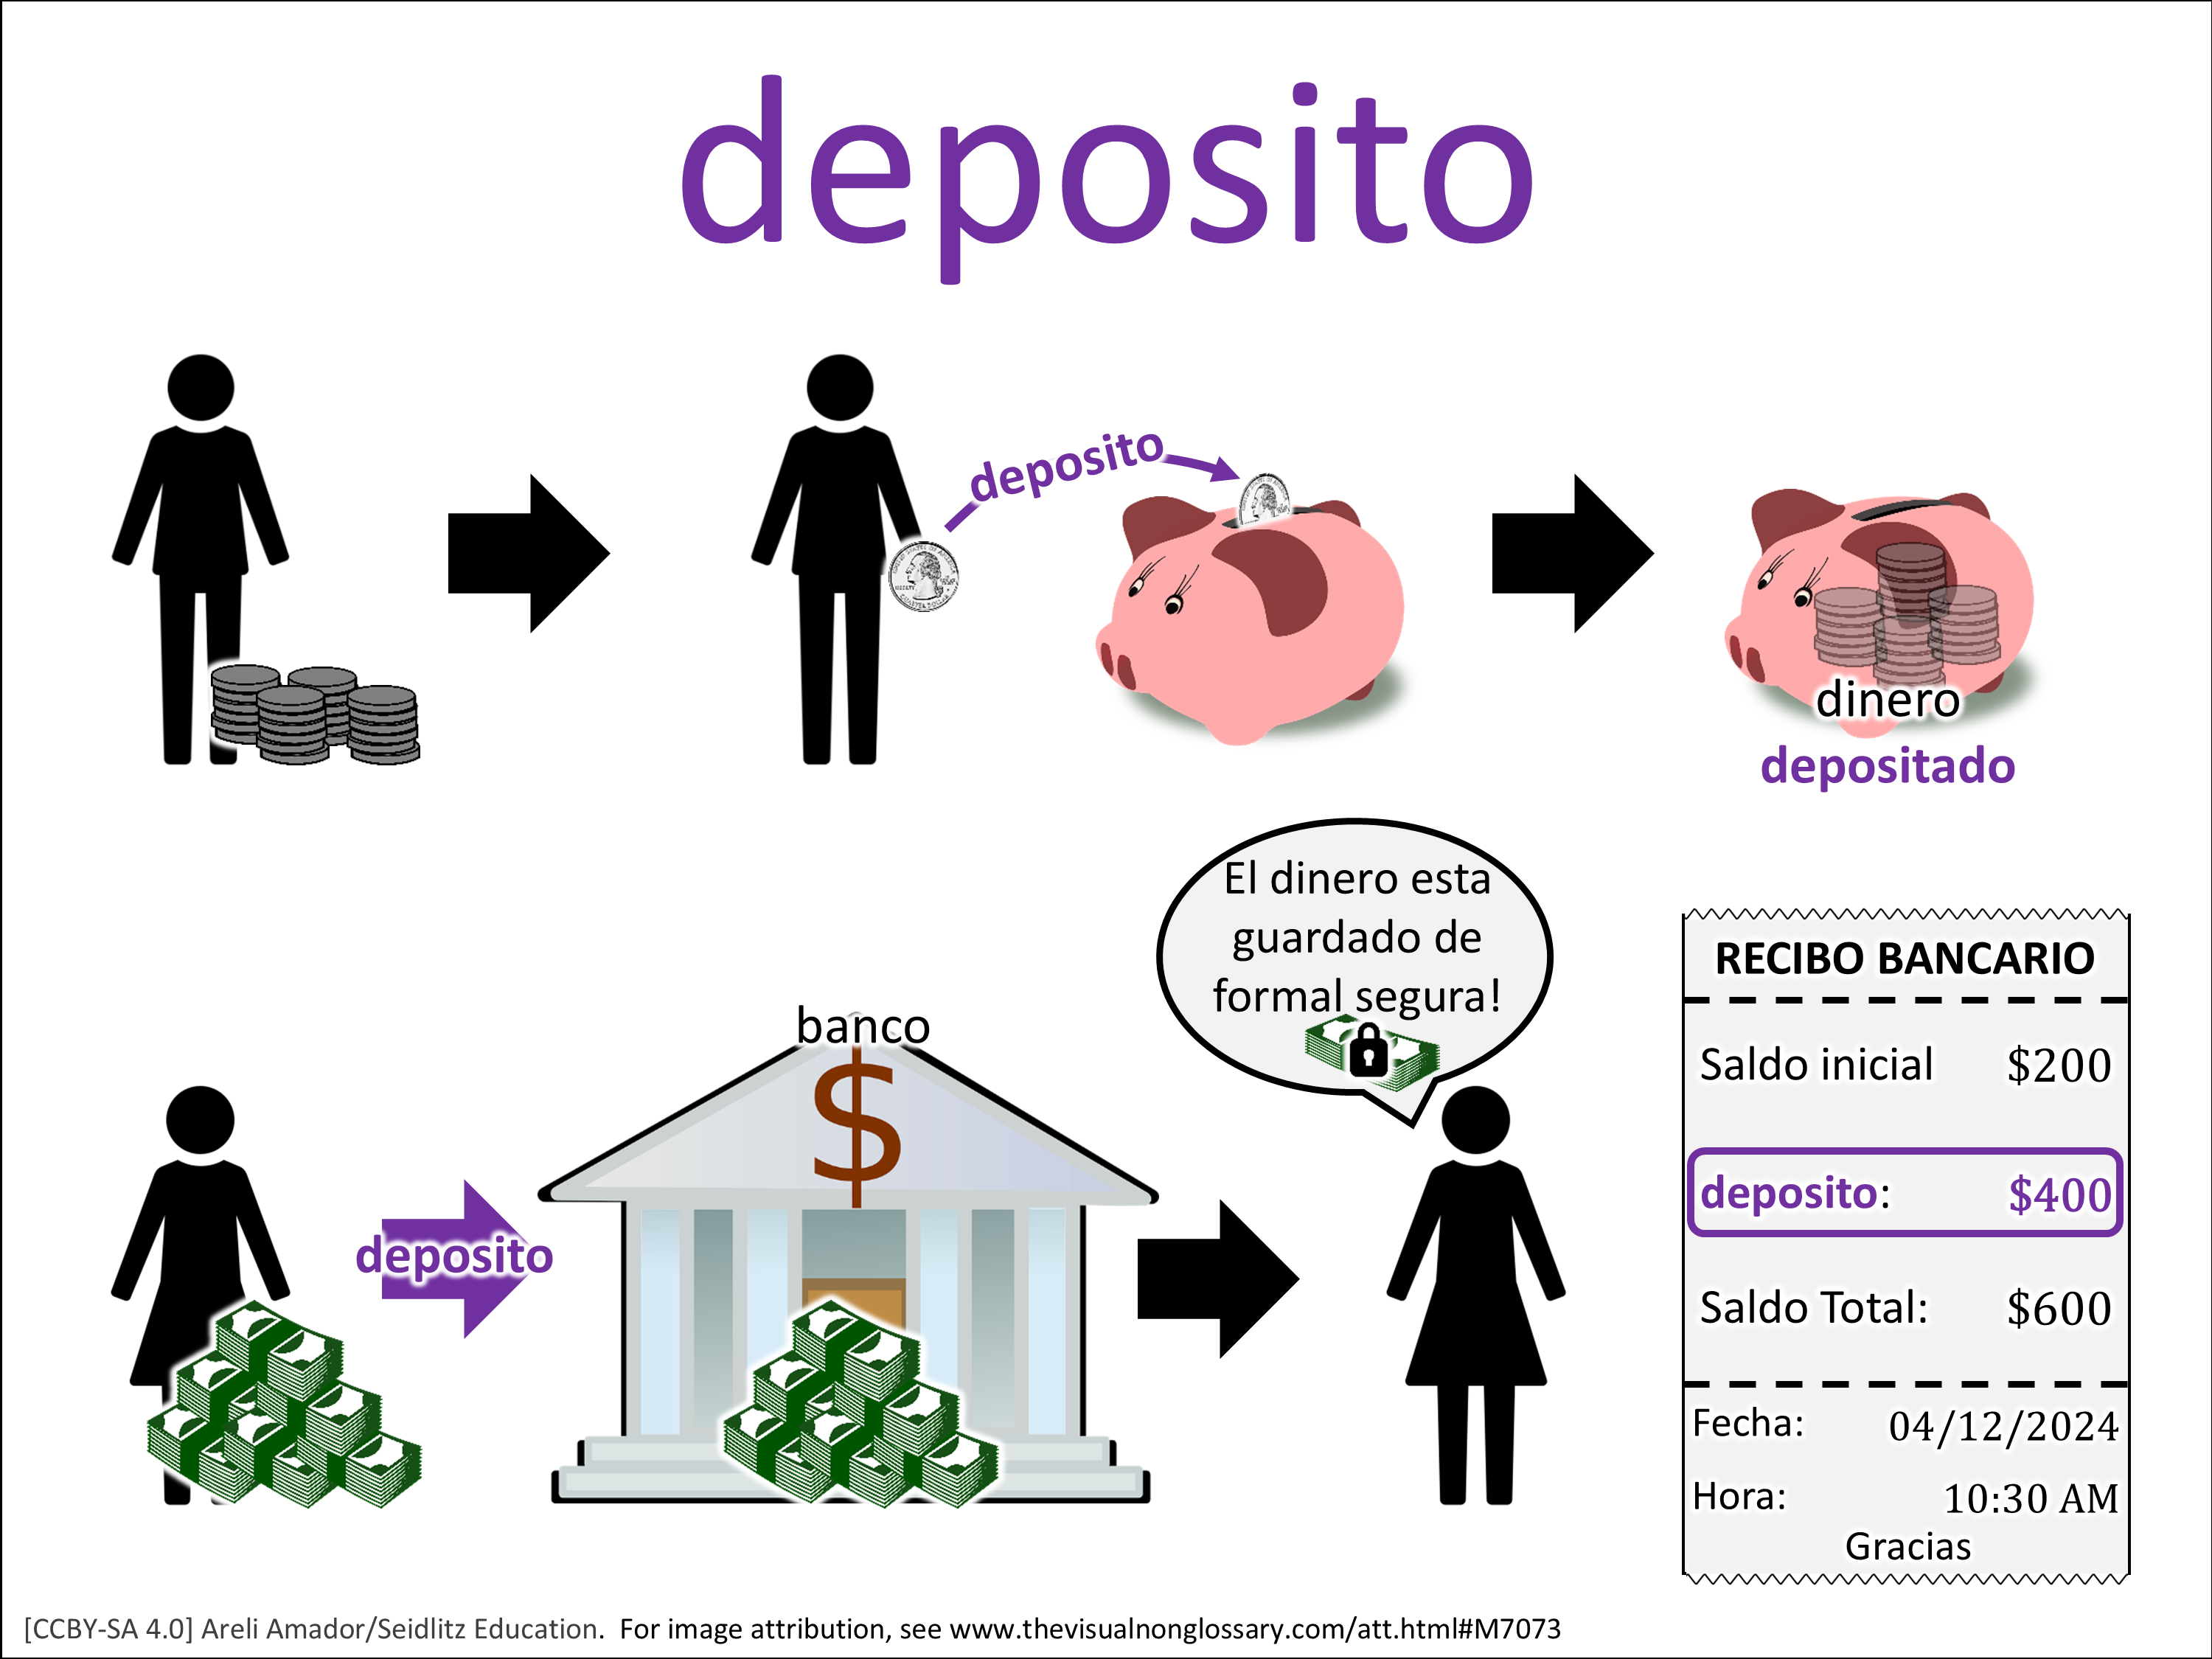 deposito
deposito
dinero
depositado
El dinero esta
guardado de
formal segura!
banco
$
deposito
RECIBO BANCARIO
Saldo inicial $200
deposito: $400
Saldo Total: $600
Fecha: 04/12/2024
Hora: 10:30 AM
Gracias
[CCBY-SA 4.0] Areli Amador/Seidlitz Education. For image attribution, see www.thevisualnonglossary.com/att.html#M7073